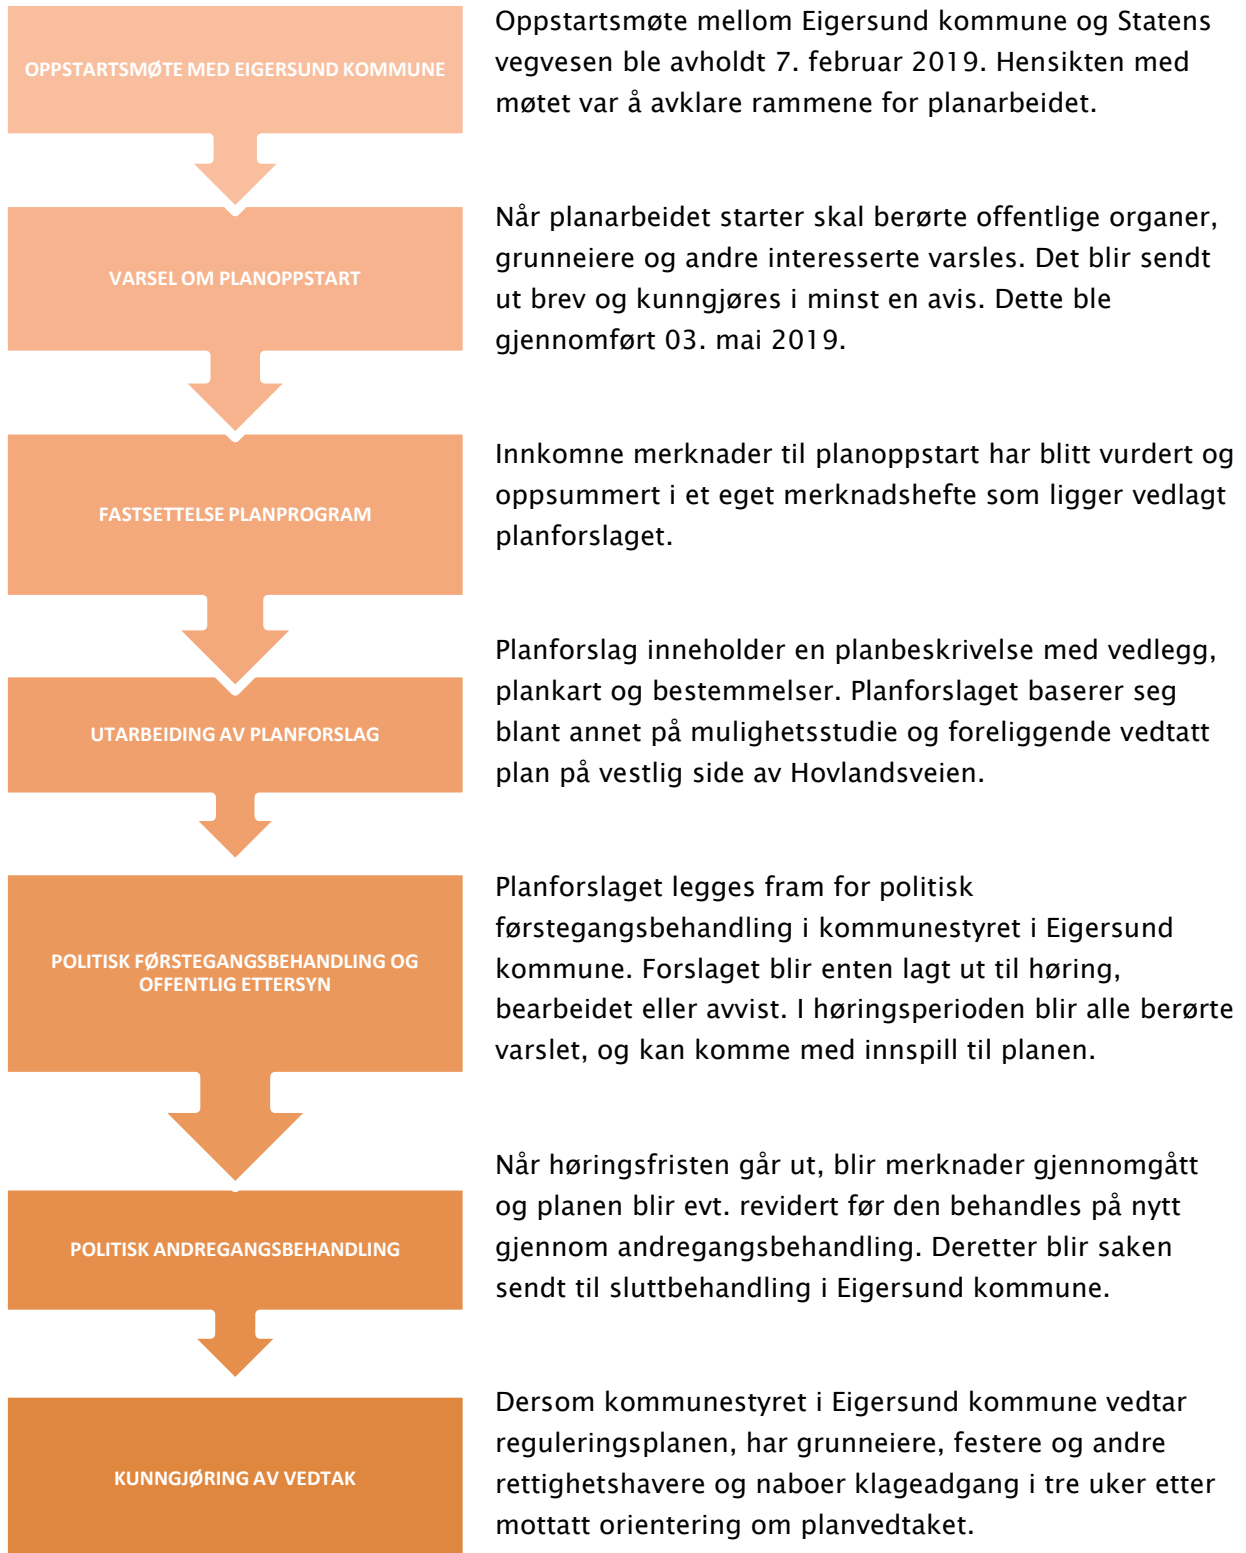 OPPSTARTSMØTE MED EIGERSUND KOMMUNE
Oppstartsmøte mellom Eigersund kommune og Statens
vegvesen ble avholdt 7. februar 2019. Hensikten med
møtet var å avklare rammene for planarbeidet.
VARSEL OM PLANOPPSTART
Når planarbeidet starter skal berørte offentlige organer,
grunneiere og andre interesserte varsles. Det blir sendt
ut brev og kunngjøres i minst en avis. Dette ble
gjennomført 03. mai 2019.
FASTSETTELSE PLANPROGRAM
Innkomne merknader til planoppstart har blitt vurdert og
oppsummert i et eget merknadshefte som ligger vedlagt
planforslaget.
UTARBEIDING AV PLANFORSLAG
Planforslag inneholder en planbeskrivelse med vedlegg,
plankart og bestemmelser. Planforslaget baserer seg
blant annet på mulighetsstudie og foreliggende vedtatt
plan på vestlig side av Hovlandsveien.
POLITISK FØRSTEGANGSBEHANDLING OG
OFFENTLIG ETTERSYN
Planforslaget legges fram for politisk
førstegangsbehandling i kommunestyret i Eigersund
kommune. Forslaget blir enten lagt ut til høring,
bearbeidet eller avvist. I høringsperioden blir alle berørte
varslet, og kan komme med innspill til planen.
POLITISK ANDREGANGSBEHANDLING
Når høringsfristen går ut, blir merknader gjennomgått
og planen blir evt. revidert før den behandles på nytt
gjennom andregangsbehandling. Deretter blir saken
sendt til sluttbehandling i Eigersund kommune.
KUNNGJØRING AV VEDTAK
Dersom kommunestyret i Eigersund kommune vedtar
reguleringsplanen, har grunneiere, festere og andre
rettighetshavere og naboer klageadgang i tre uker etter
mottatt orientering om planvedtaket.